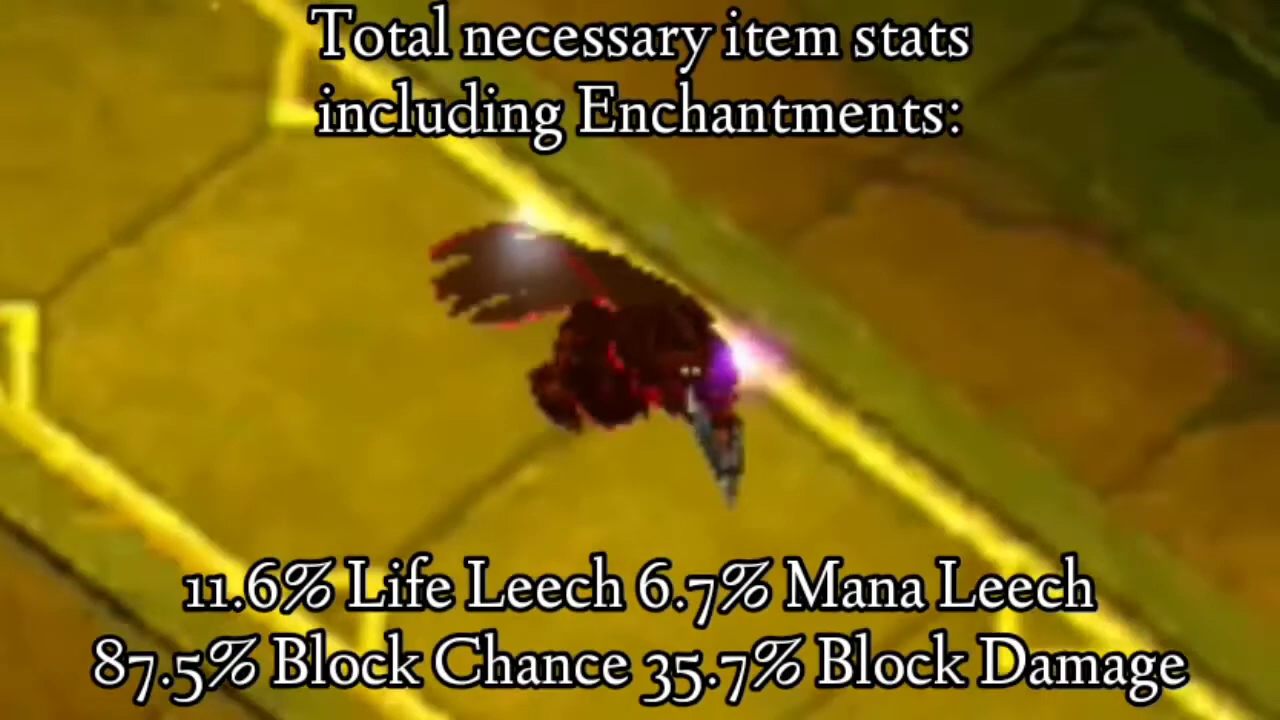 Total necessary item stats
including Enchantments:
11.6% Life Leech 6.7% Mana Leech
87.5% Block Chance 35.7% Block Damage